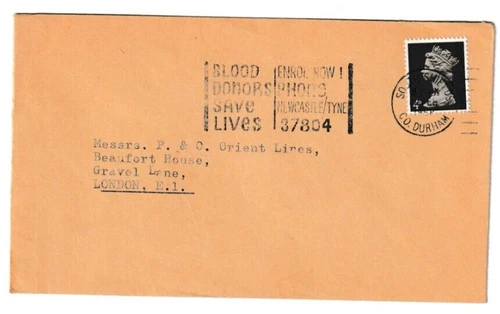 BLOOD
DONORS
SAVE
LIVES
ENROL NOW!
PHONE
NEWCASTLE/TYNE
37804
SO
CO. DURHAM
Messrs. P. & O. Orient Lines,
Beaufort House,
Gravel Lane,
LONDON, E.1.